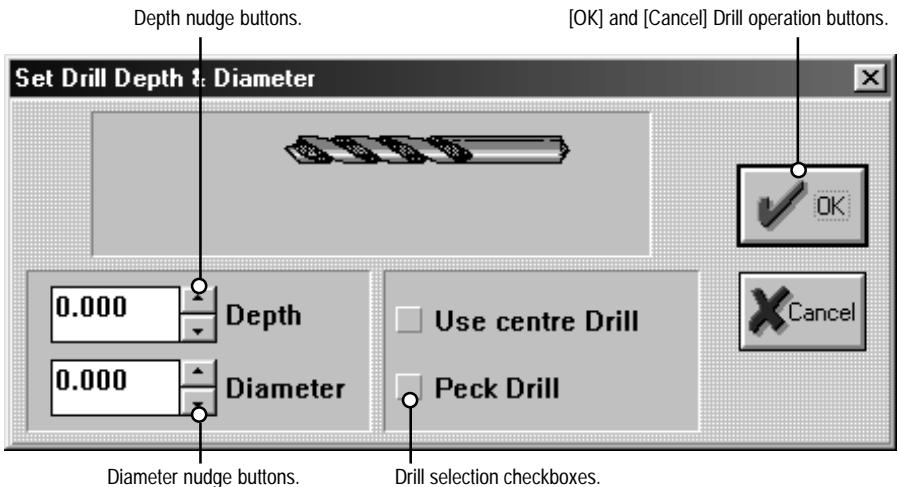 Depth nudge buttons.
[OK] and [Cancel] Drill operation buttons.
Set Drill Depth & Diameter
OK
0.000 Depth
Use centre Drill
Cancel
0.000 Diameter
Peck Drill
Diameter nudge buttons.
Drill selection checkboxes.